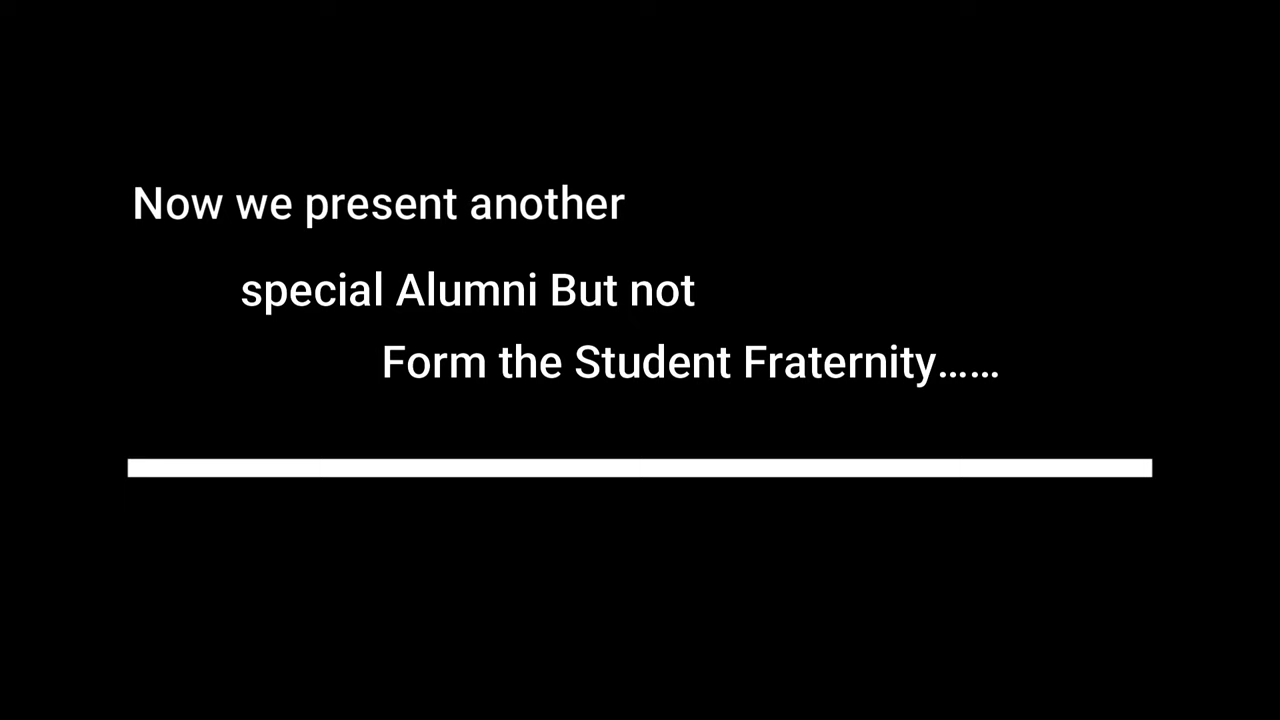 Now we present another
special Alumni But not
Form the Student Fraternity......